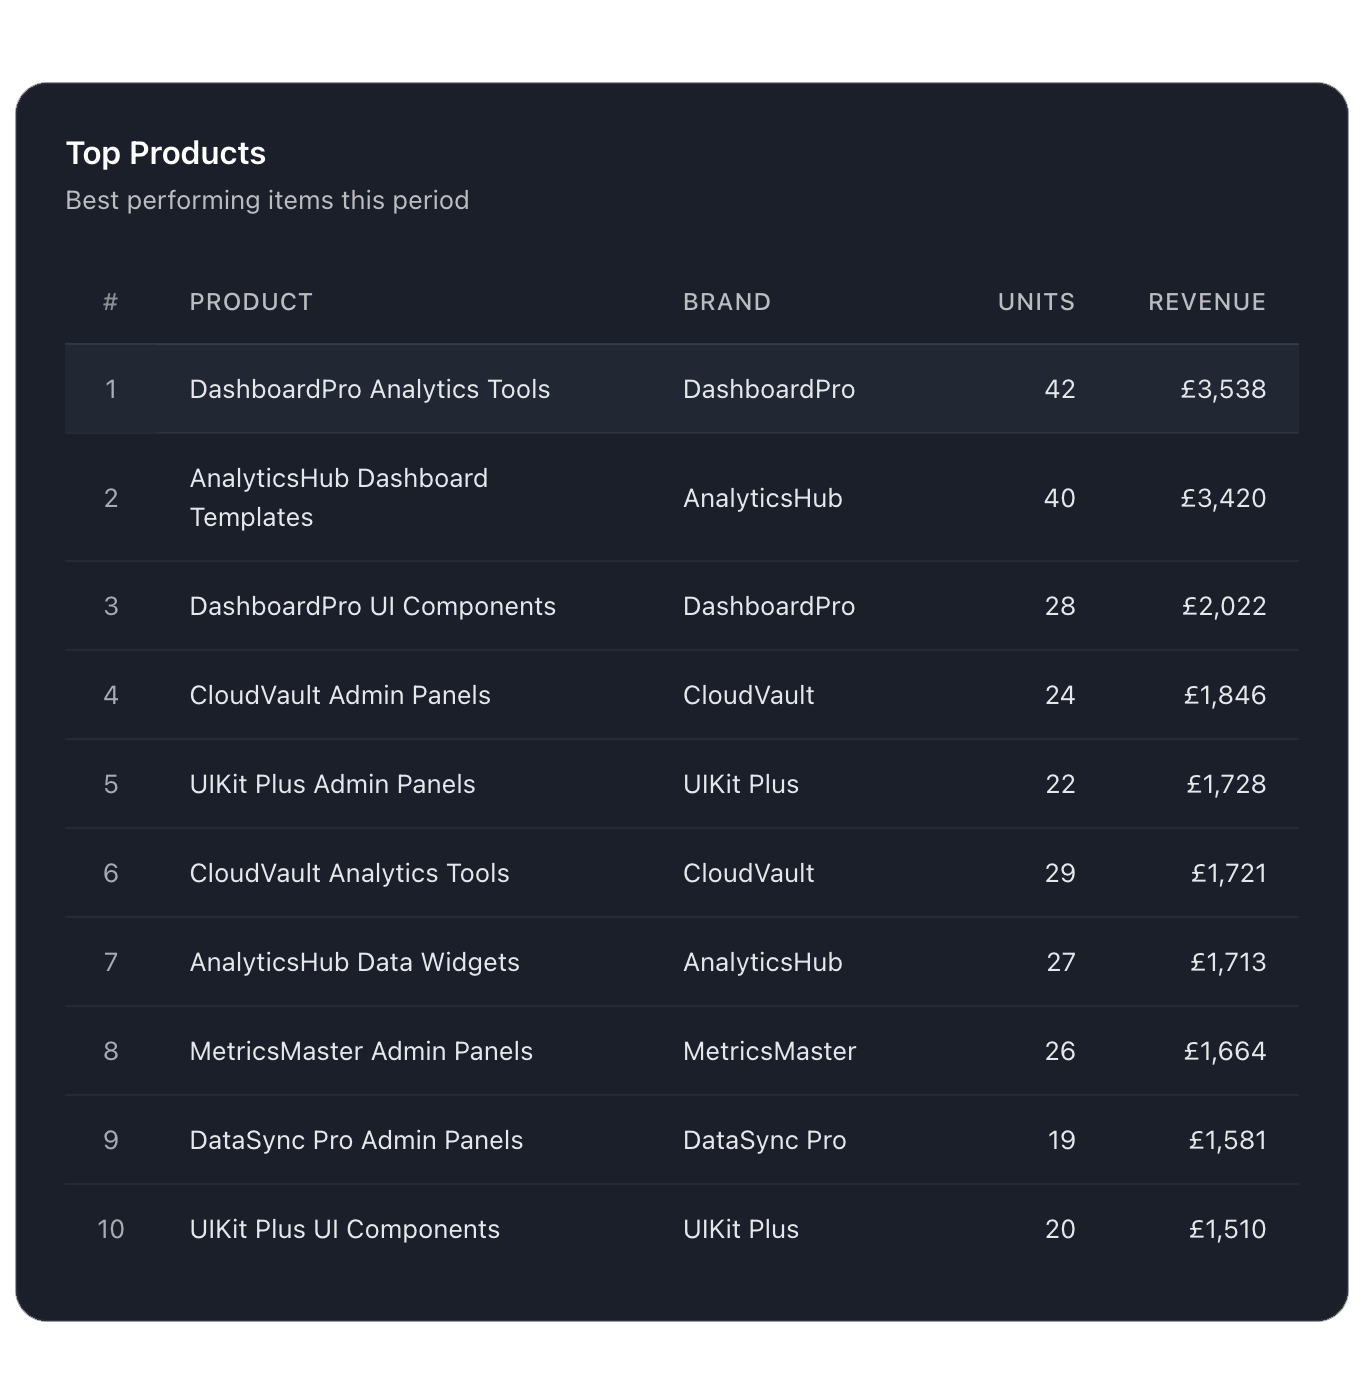 Top Products
Best performing items this period
# PRODUCT BRAND UNITS REVENUE
1 DashboardPro Analytics Tools DashboardPro 42 £3,538
2 AnalyticsHub Dashboard
Templates AnalyticsHub 40 £3,420
3 DashboardPro UI Components DashboardPro 28 £2,022
4 CloudVault Admin Panels CloudVault 24 £1,846
5 UIKit Plus Admin Panels UIKit Plus 22 £1,728
6 CloudVault Analytics Tools CloudVault 29 £1,721
7 AnalyticsHub Data Widgets AnalyticsHub 27 £1,713
8 MetricsMaster Admin Panels MetricsMaster 26 £1,664
9 DataSync Pro Admin Panels DataSync Pro 19 £1,581
10 UIKit Plus UI Components UIKit Plus 20 £1,510